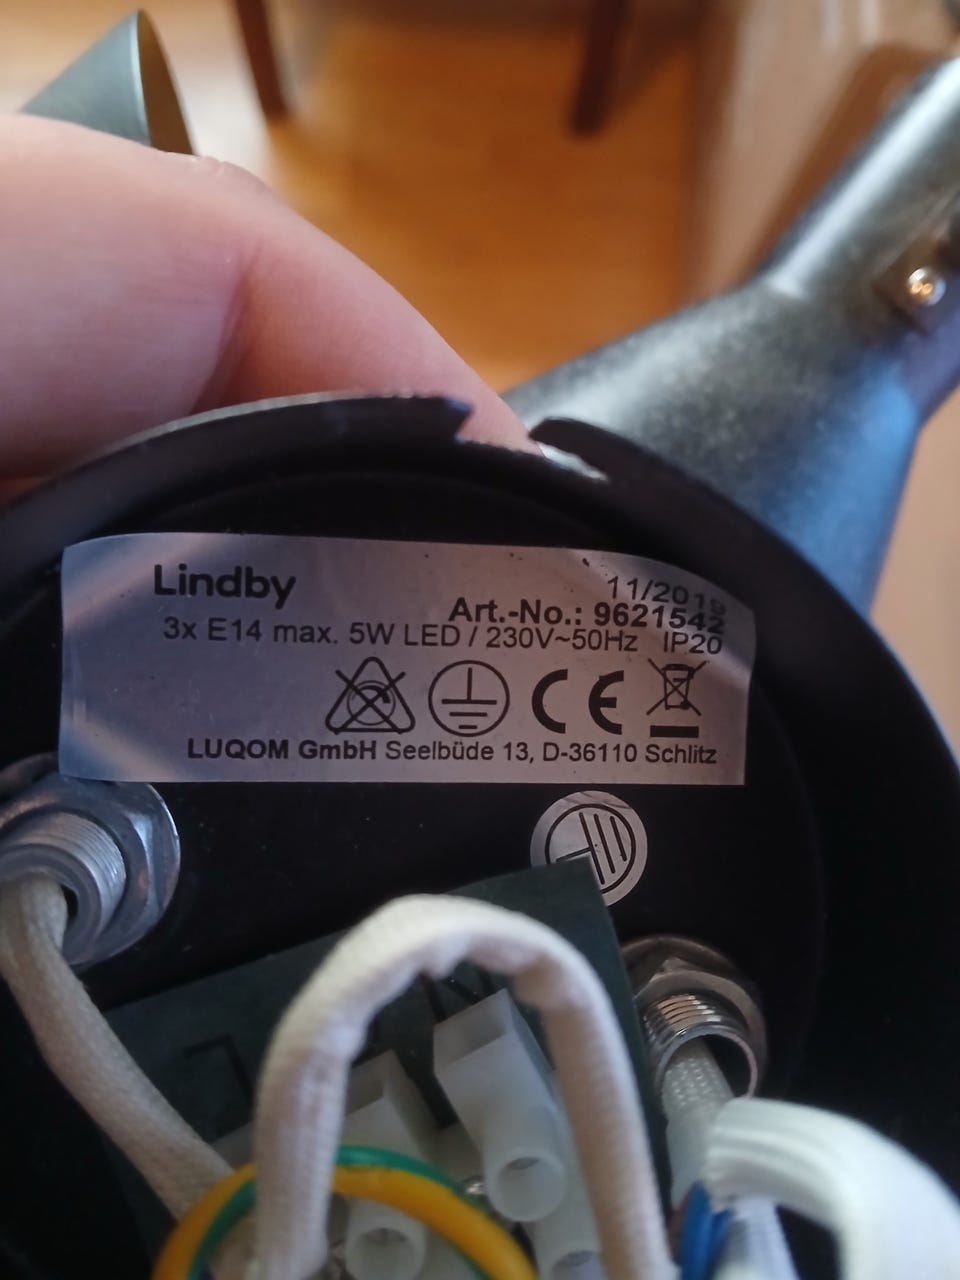 Lindby
11/2019
Art.-No.: 9621542
3x E14 max. 5W LED / 230V~50Hz IP20
CE
LUQOM GmbH Seelbüde 13, D-36110 Schlitz
L
N